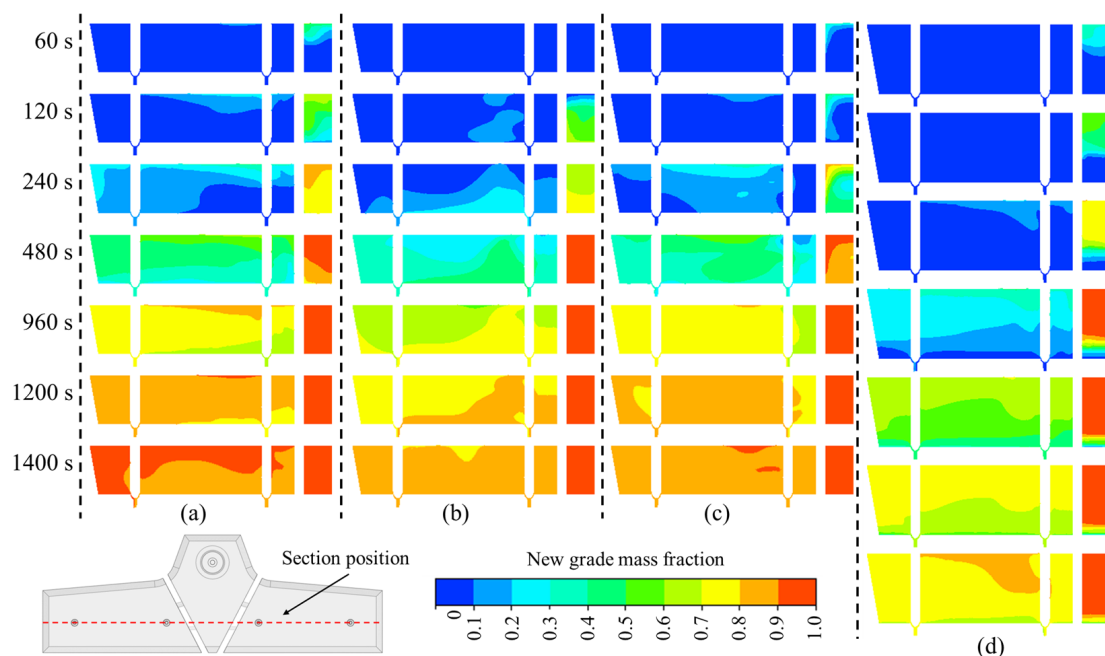 60 s
120 s
240 s
480 s
960 s
1200 s
1400 s
(a)
(b)
(c)
(d)
Section position
New grade mass fraction
0
0.1
0.2
0.3
0.4
0.5
0.6
0.7
0.8
0.9
1.0